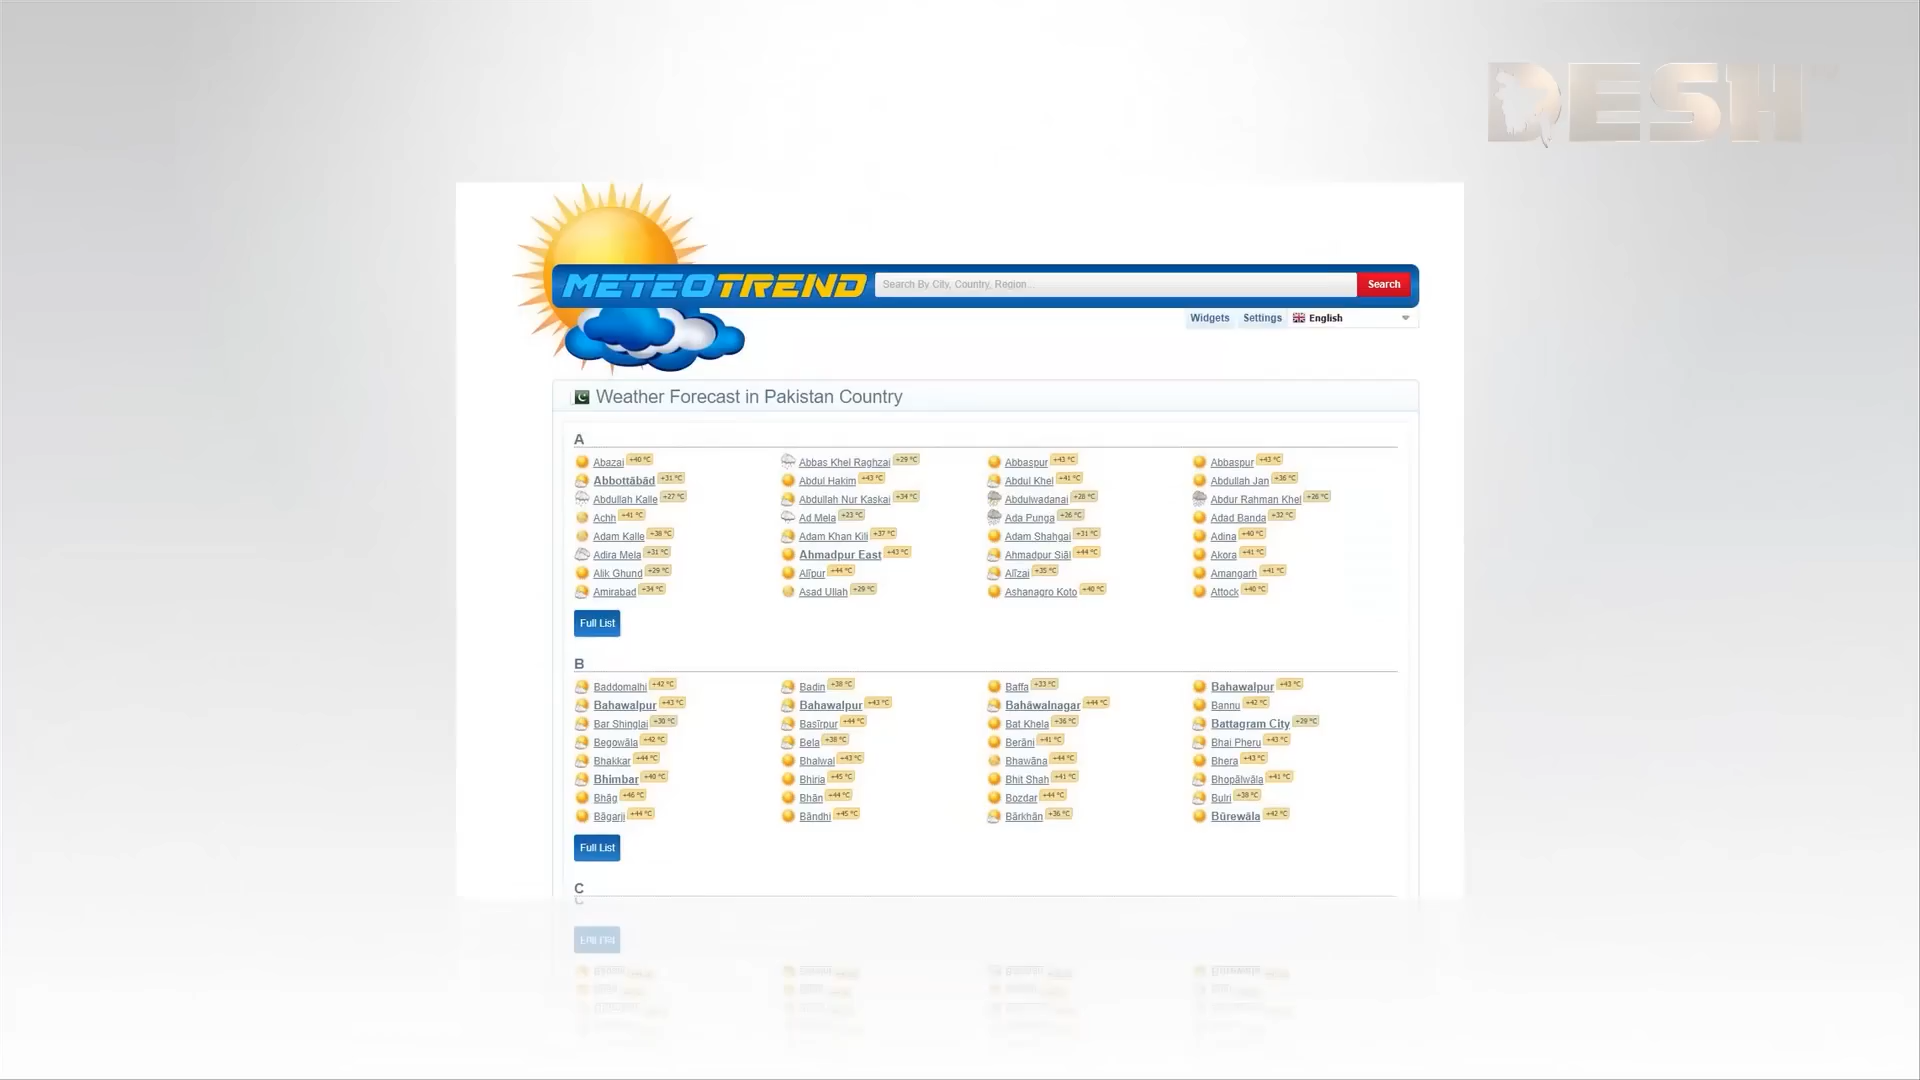 DESH
METEOTREND
Search By City, Country, Region...
Search
Widgets Settings English
Weather Forecast in Pakistan Country
A
Abazai +40 °C Abbas Khel Raghzai +29 °C Abbaspur +43 °C Abbaspur +43 °C
Abbottābād +31 °C Abdul Hakim +43 °C Abdul Khel +41 °C Abdullah Jan +36 °C
Abdullah Kalle +27 °C Abdullah Nur Kaskai +34 °C Abdulwadanai +28 °C Abdur Rahman Khel +26 °C
Achh +41 °C Ad Mela +23 °C Ada Punga +26 °C Adad Banda +32 °C
Adam Kalle +38 °C Adam Khan Kili +37 °C Adam Shahgai +31 °C Adina +40 °C
Adira Mela +31 °C Ahmadpur East +43 °C Ahmadpur Siāl +44 °C Akora +41 °C
Alik Ghund +29 °C Alīpur +44 °C Alīzai +35 °C Amangarh +41 °C
Amirabad +34 °C Asad Ullah +29 °C Ashanagro Koto +40 °C Attock +40 °C
Full List
B
Baddomalhi +42 °C Badin +38 °C Baffa +33 °C Bahawalpur +43 °C
Bahawalpur +43 °C Bahawalpur +43 °C Bahāwalnagar +44 °C Bannu +42 °C
Bar Shinglai +30 °C Basīrpur +44 °C Bat Khela +36 °C Battagram City +29 °C
Begowāla +42 °C Bela +38 °C Berāni +41 °C Bhai Pheru +43 °C
Bhakkar +44 °C Bhalwal +43 °C Bhawāna +44 °C Bhera +43 °C
Bhimbar +40 °C Bhiria +45 °C Bhit Shah +41 °C Bhopālwāla +41 °C
Bhāg +46 °C Bhān +44 °C Bozdar +44 °C Bulri +38 °C
Bāgarji +44 °C Bāndhi +45 °C Bārkhān +36 °C Būrewāla +42 °C
Full List
C